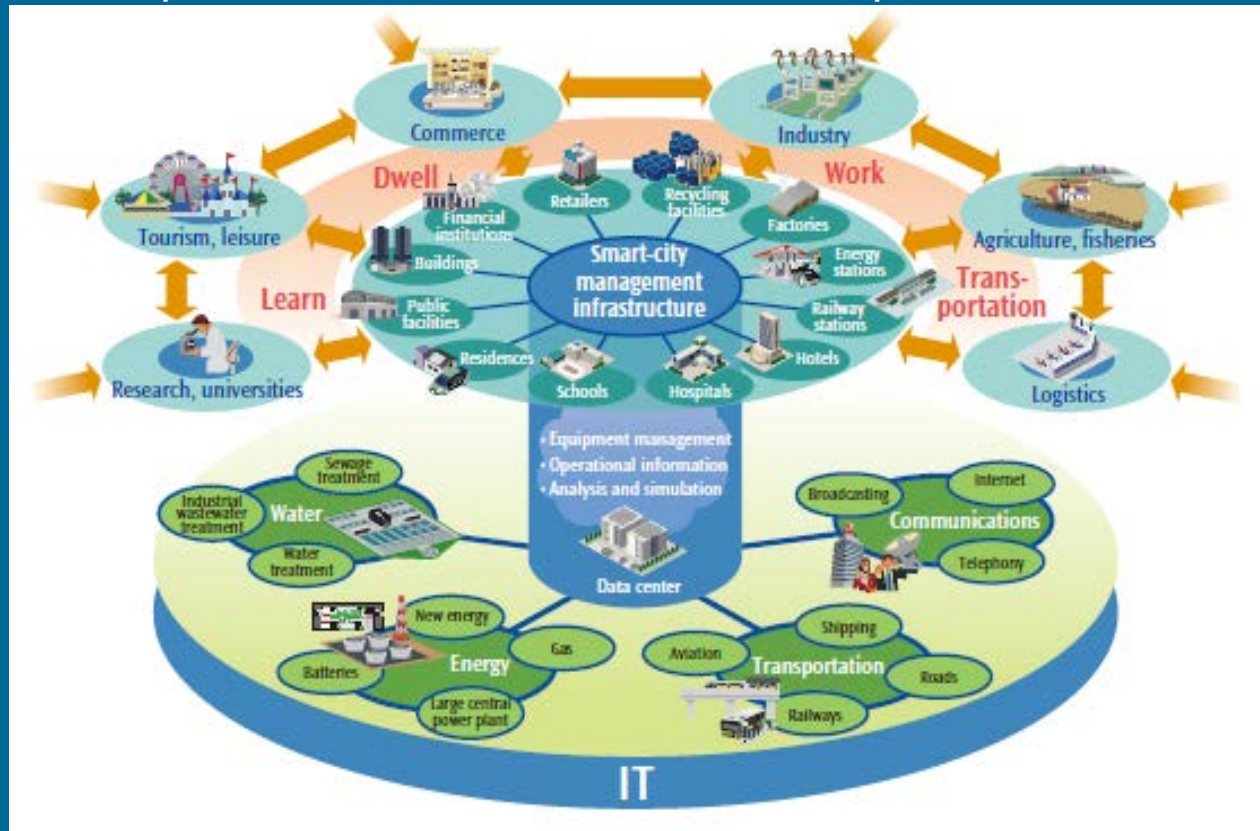 Commerce
Industry
Dwell
Work
Tourism, leisure
Agriculture, fisheries
Learn
Trans-
portation
Research, universities
Logistics
Retailers
Recycling
facilities
Financial
institutions
Factories
Buildings
Energy
stations
Public
facilities
Railway
stations
Residences
Hotels
Schools
Hospitals
Smart-city
management
infrastructure
• Equipment management
• Operational information
• Analysis and simulation
Data center
Sewage
treatment
Industrial
wastewater
treatment
Water
Water
treatment
Broadcasting
Internet
Communications
Telephony
New energy
Gas
Batteries
Energy
Large central
power plant
Shipping
Aviation
Transportation
Roads
Railways
IT